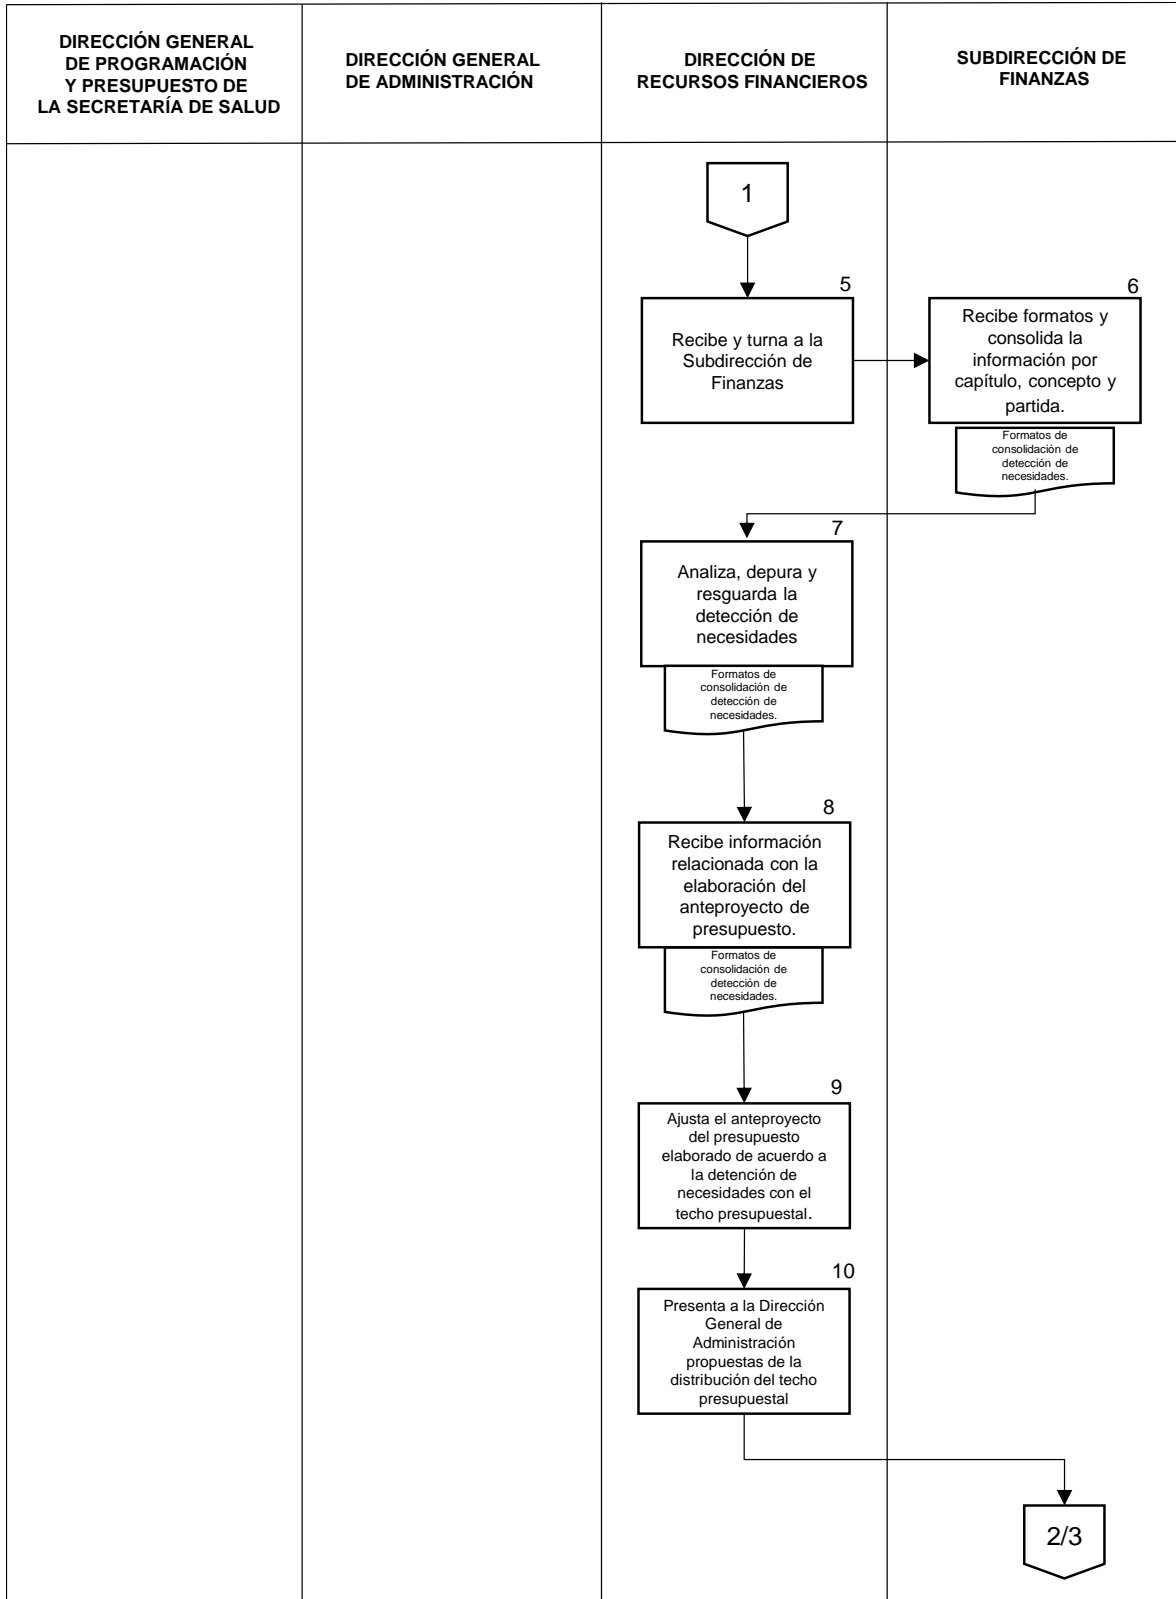 DIRECCIÓN GENERAL
DE PROGRAMACIÓN
Y PRESUPUESTO DE
LA SECRETARÍA DE SALUD
DIRECCIÓN GENERAL
DE ADMINISTRACIÓN
DIRECCIÓN DE
RECURSOS FINANCIEROS
SUBDIRECCIÓN DE
FINANZAS
1
5
Recibe y turna a la
Subdirección de
Finanzas
6
Recibe formatos y
consolida la
información por
capítulo, concepto y
partida.
Formatos de
consolidación de
detección de
necesidades.
7
Analiza, depura y
resguarda la
detección de
necesidades
Formatos de
consolidación de
detección de
necesidades.
8
Recibe información
relacionada con la
elaboración del
anteproyecto de
presupuesto.
Formatos de
consolidación de
detección de
necesidades.
9
Ajusta el anteproyecto
del presupuesto
elaborado de acuerdo a
la detención de
necesidades con el
techo presupuestal.
10
Presenta a la Dirección
General de
Administración
propuestas de la
distribución del techo
presupuestal
2/3